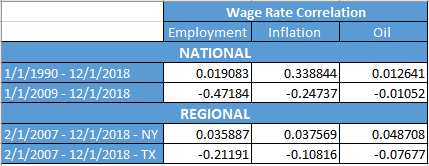 Wage Rate Correlation
Employment Inflation Oil
NATIONAL
1/1/1990 - 12/1/2018 0.019083 0.338844 0.012641
1/1/2009 - 12/1/2018 -0.47184 -0.24737 -0.01052
REGIONAL
2/1/2007 - 12/1/2018 - NY 0.035887 0.037569 0.048708
2/1/2007 - 12/1/2018 - TX -0.21191 -0.10816 -0.07677